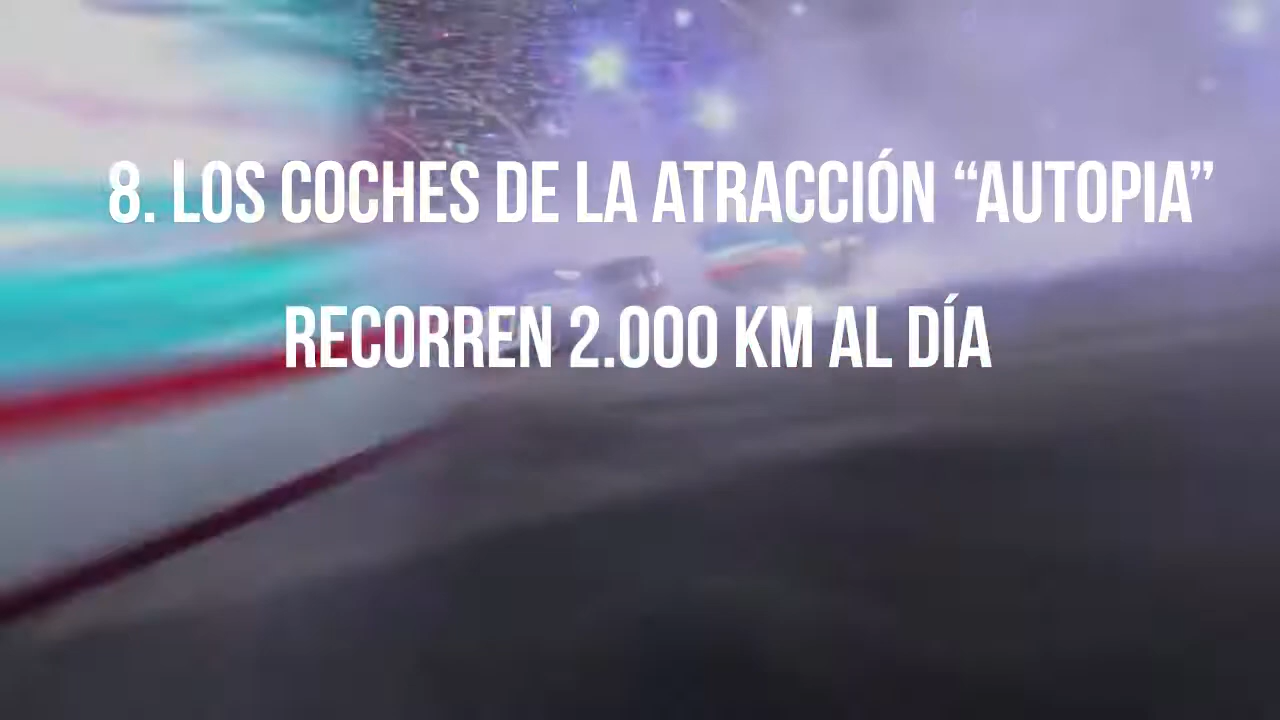 8. LOS COCHES DE LA ATRACCIÓN “AUTOPIA”
RECORREN 2.000 KM AL DÍA